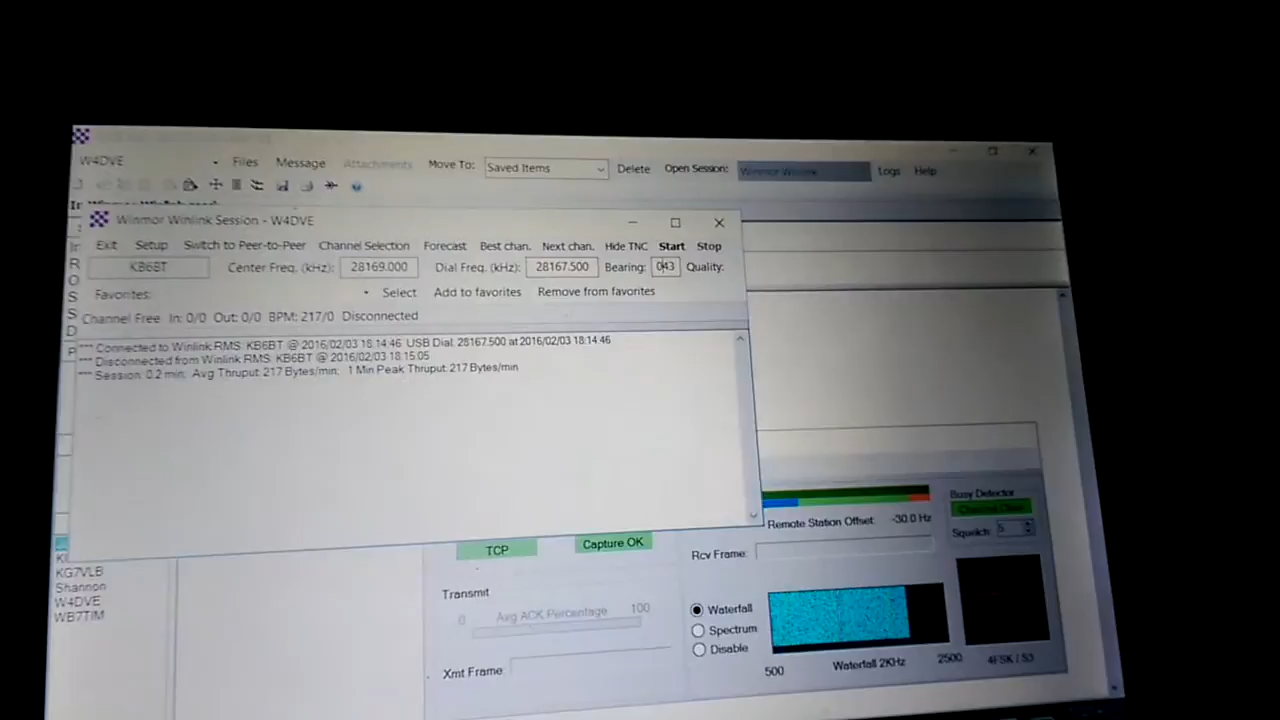 W4DVE Files Message Attachments Move To: Saved Items Delete Open Session: Winmor Winlink Logs Help
Winmor Winlink Session - W4DVE
Exit Setup Switch to Peer-to-Peer Channel Selection Forecast Best chan. Next chan. Hide TNC Start Stop
KB6BT Center Freq. (kHz): 28169.000 Dial Freq. (kHz): 28167.500 Bearing: 043 Quality:
Favorites: Select Add to favorites Remove from favorites
Channel Free In: 0/0 Out: 0/0 BPM: 217/0 Disconnected
*** Connected to Winlink RMS: KB6BT @ 2016/02/03 18:14:46 USB Dial: 28167.500 at 2016/02/03 18:14:46
*** Disconnected from Winlink RMS: KB6BT @ 2016/02/03 18:15:05
*** Session: 0.2 min; Avg Thruput: 217 Bytes/min; 1 Min Peak Thruput: 217 Bytes/min
Busy Detector
Remote Station Offset: -30.0 Hz
Squelch: 5
TCP Capture OK
Rcv Frame:
KG7VLB
Shannon
W4DVE
WB7TIM
Transmit
0 Avg ACK Percentage 100
Xmt Frame:
Waterfall
Spectrum
Disable
500 Waterfall 2KHz 2500 4FSK / S3